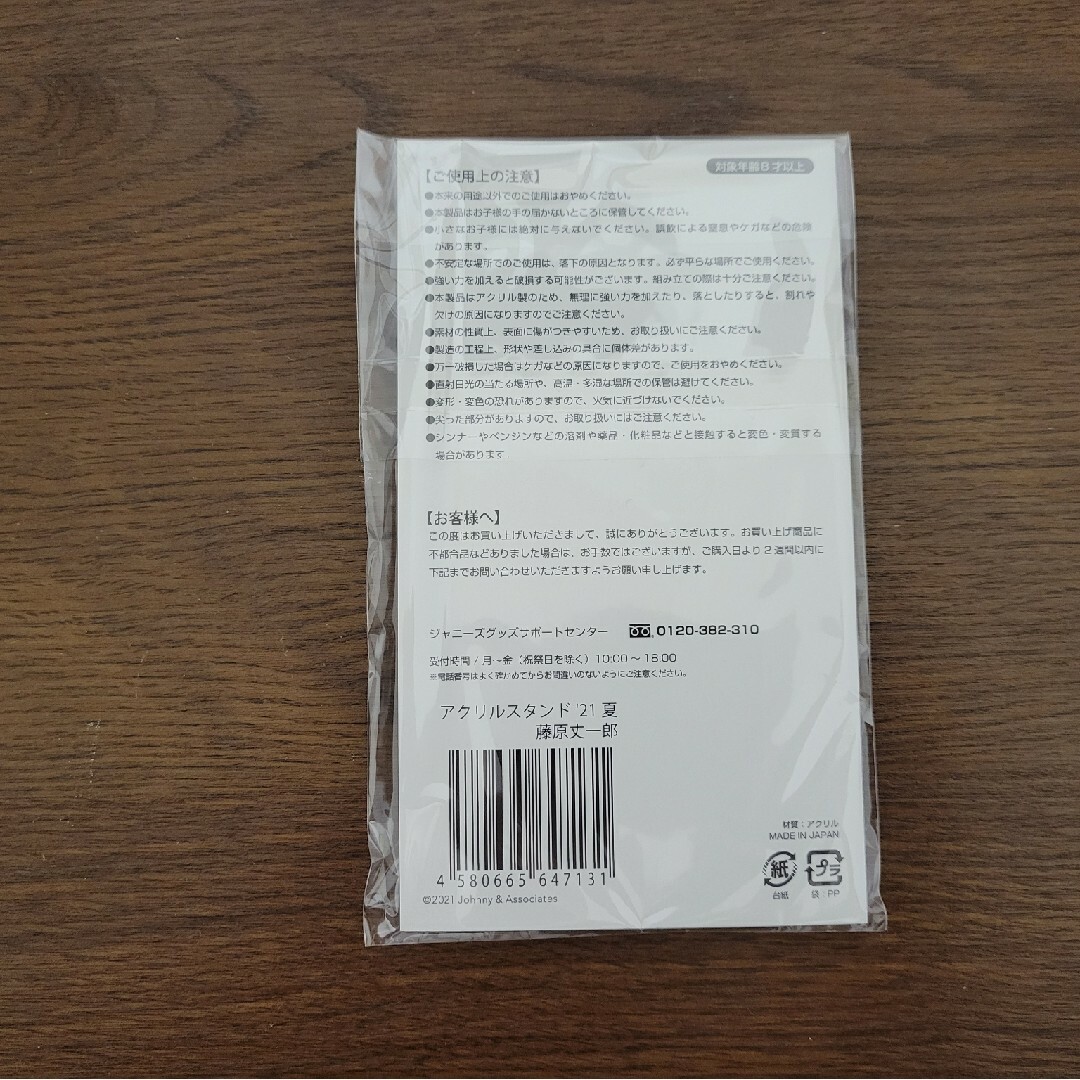 対象年齢6才以上
【ご使用上の注意】
●本来の用途以外でのご使用はおやめください。
●本製品はお子様の手の届かないところに保管してください。
●小さなお子様には絶対に与えないでください。誤飲による窒息やケガなどの危険
があります。
●不安定な場所でのご使用は、落下の原因となります。必ず平らな場所でご使用ください。
●強い力を加えると破損する可能性がございます。組み立ての際は十分ご注意ください。
●本製品はアクリル製のため、無理に強い力を加えたり、落としたりすると、割れや
欠けの原因になりますのでご注意ください。
●素材の性質上、表面に傷がつきやすいため、お取り扱いにご注意ください。
●製造の工程上、形状や差し込みの具合に個体差があります。
●万一破損した場合はケガなどの原因になりますので、ご使用をおやめください。
●直射日光の当たる場所や、高温・多湿な場所での保管は避けてください。
●変形・変色の恐れがありますので、火気に近づけないでください。
●尖った部分がありますので、お取り扱いにはご注意ください。
●シンナーやベンジンなどの溶剤や薬品・化粧品などと接触すると変色・変質する
場合があります
【お客様へ】
この度はお買い上げいただきまして、誠にありがとうございます。お買い上げ商品に
不都合点などありました場合は、お手数ではございますが、ご購入日より2週間以内に
下記までお問い合わせいただきますようお願い申し上げます。
ジャニーズグッズサポートセンター 0120-382-310
受付時間/月〜金(祝祭日を除く)10:00〜18:00
※電話番号はよく確かめてからお間違いのないようにご注意ください。
アクリルスタンド '21 夏
藤原丈一郎
4 580665 647131
©2021 Johnny & Associates
材質:アクリル
MADE IN JAPAN
紙 プラ
台紙 袋:PP